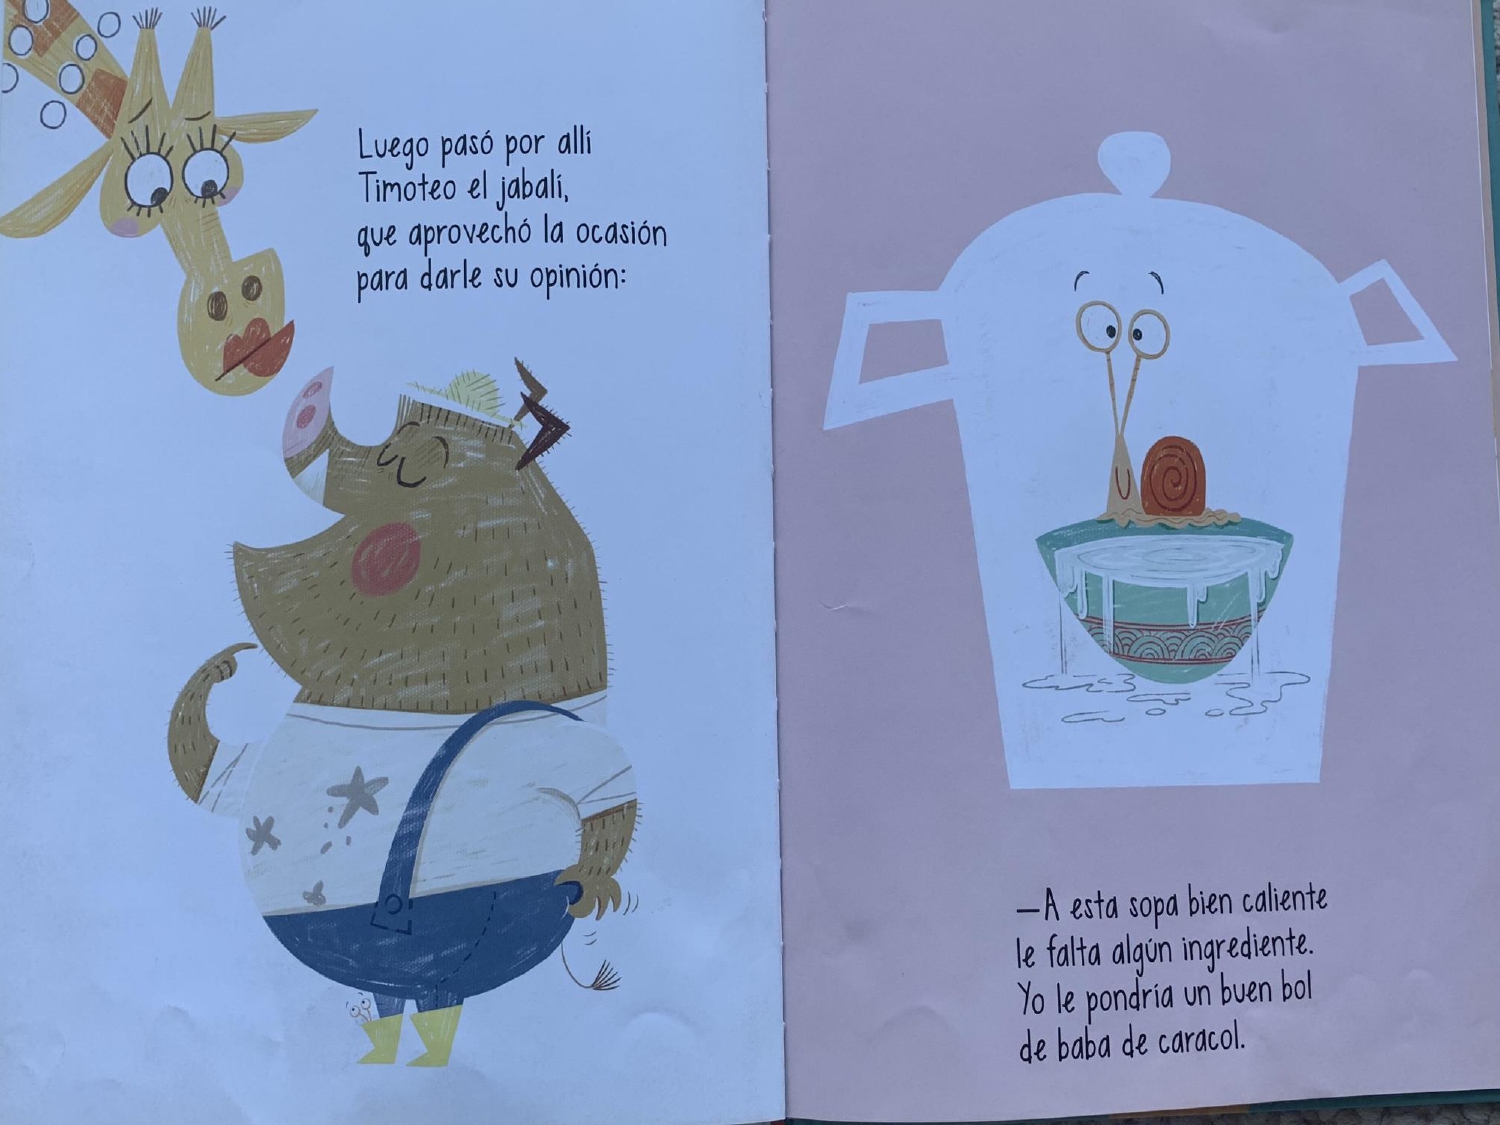 Luego pasó por allí
Timoteo el jabalí,
que aprovechó la ocasión
para darle su opinión:
—A esta sopa bien caliente
le falta algún ingrediente.
Yo le pondría un buen bol
de baba de caracol.